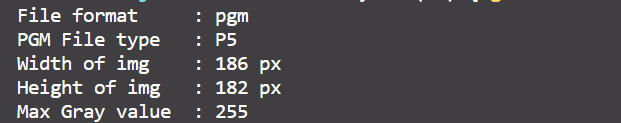 File format : pgm
PGM File type : P5
Width of img : 186 px
Height of img : 182 px
Max Gray value : 255